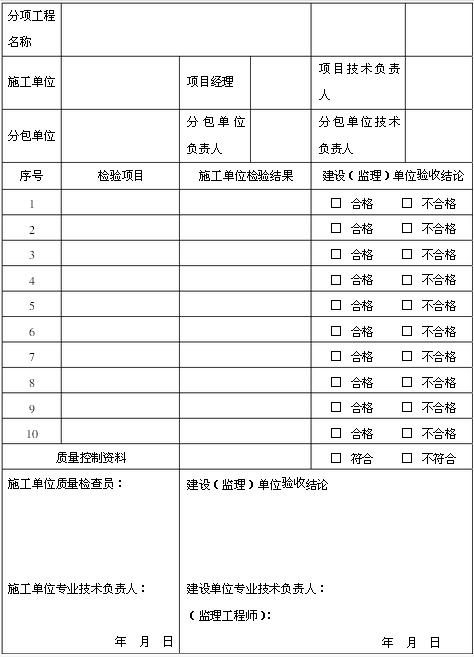 分项工程
名称
施工单位 项目经理 项目技术负责
人
分包单位 分包单位
负责人 分包单位技术
负责人
序号 检验项目 施工单位检验结果 建设（监理）单位验收结论
1 □ 合格 □ 不合格
2 □ 合格 □ 不合格
3 □ 合格 □ 不合格
4 □ 合格 □ 不合格
5 □ 合格 □ 不合格
6 □ 合格 □ 不合格
7 □ 合格 □ 不合格
8 □ 合格 □ 不合格
9 □ 合格 □ 不合格
10 □ 合格 □ 不合格
质量控制资料 □ 符合 □ 不符合
施工单位质量检查员：
施工单位专业技术负责人：
年 月 日
建设（监理）单位验收结论
建设单位专业技术负责人：
（监理工程师）：
年 月 日